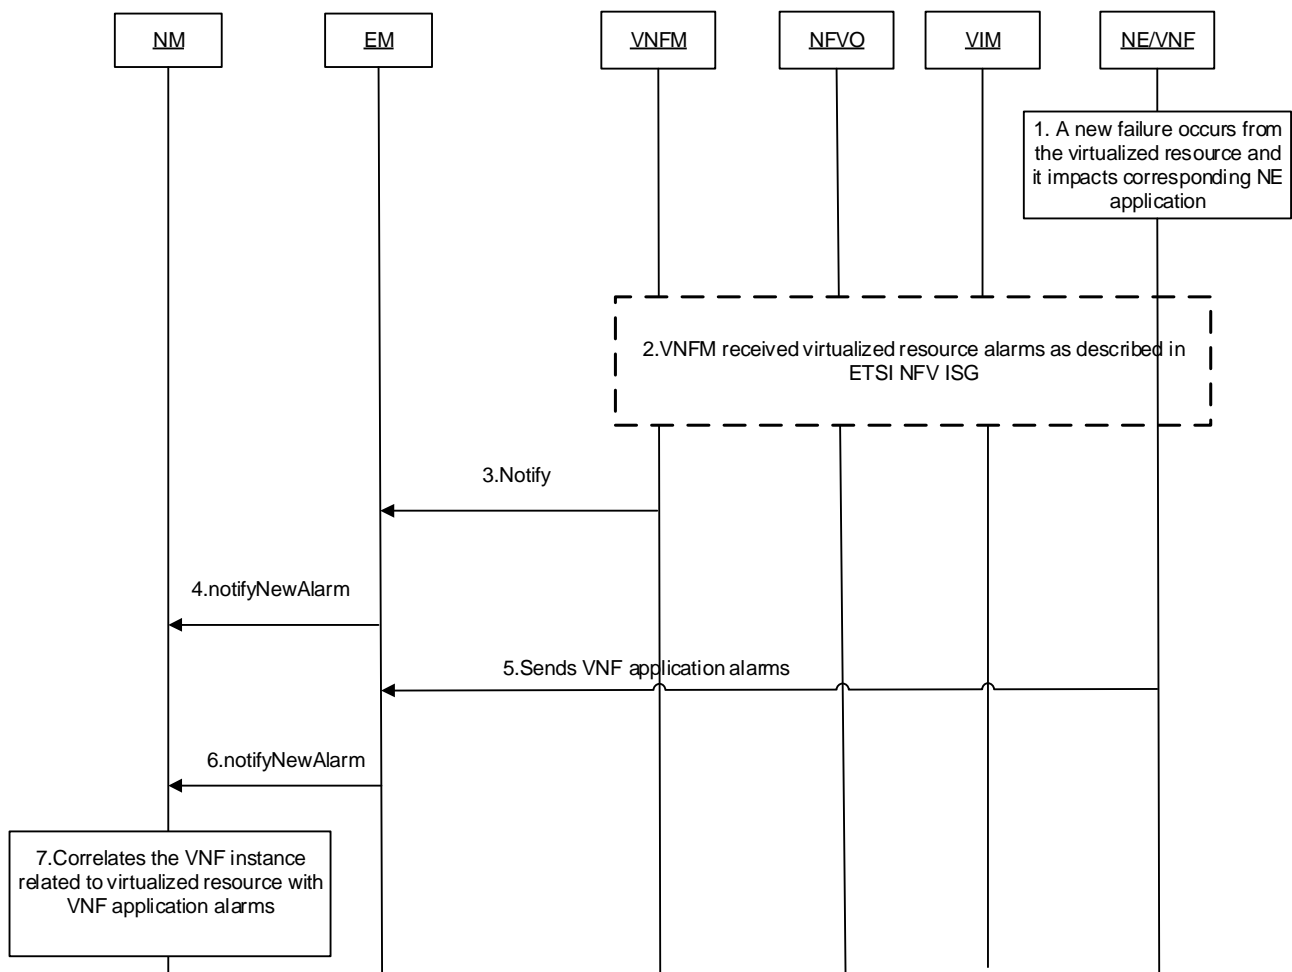 NM
EM
VNFM
NFVO
VIM
NE/VNF
1. A new failure occurs from
the virtualized resource and
it impacts corresponding NE
application
2.VNFM received virtualized resource alarms as described in
ETSI NFV ISG
3.Notify
4.notifyNewAlarm
5.Sends VNF application alarms
6.notifyNewAlarm
7.Correlates the VNF instance
related to virtualized resource with
VNF application alarms